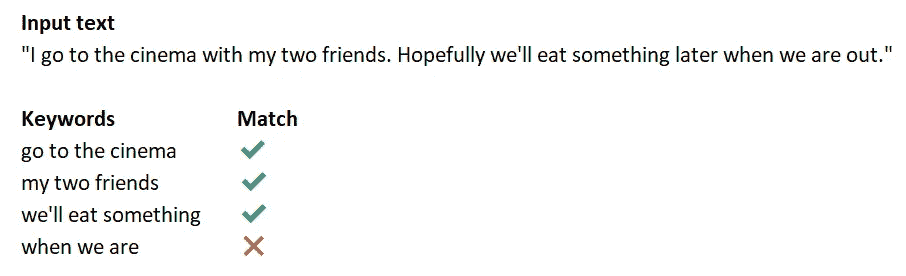 Input text
"I go to the cinema with my two friends. Hopefully we'll eat something later when we are out."
Keywords Match
go to the cinema ✔
my two friends ✔
we'll eat something ✔
when we are ✕